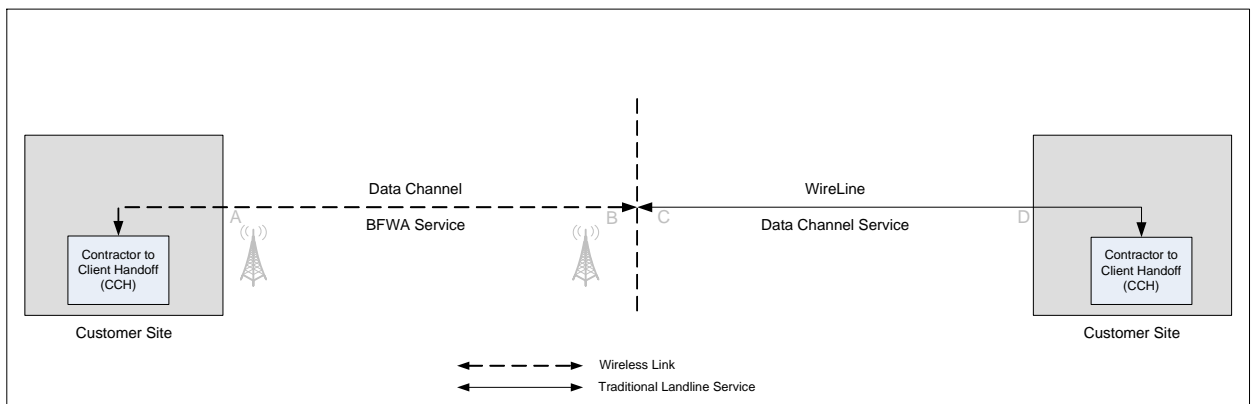 Data Channel
WireLine
A
B
C
D
BFWA Service
Data Channel Service
Contractor to
Client Handoff
(CCH)
Contractor to
Client Handoff
(CCH)
Customer Site
Customer Site
Wireless Link
Traditional Landline Service